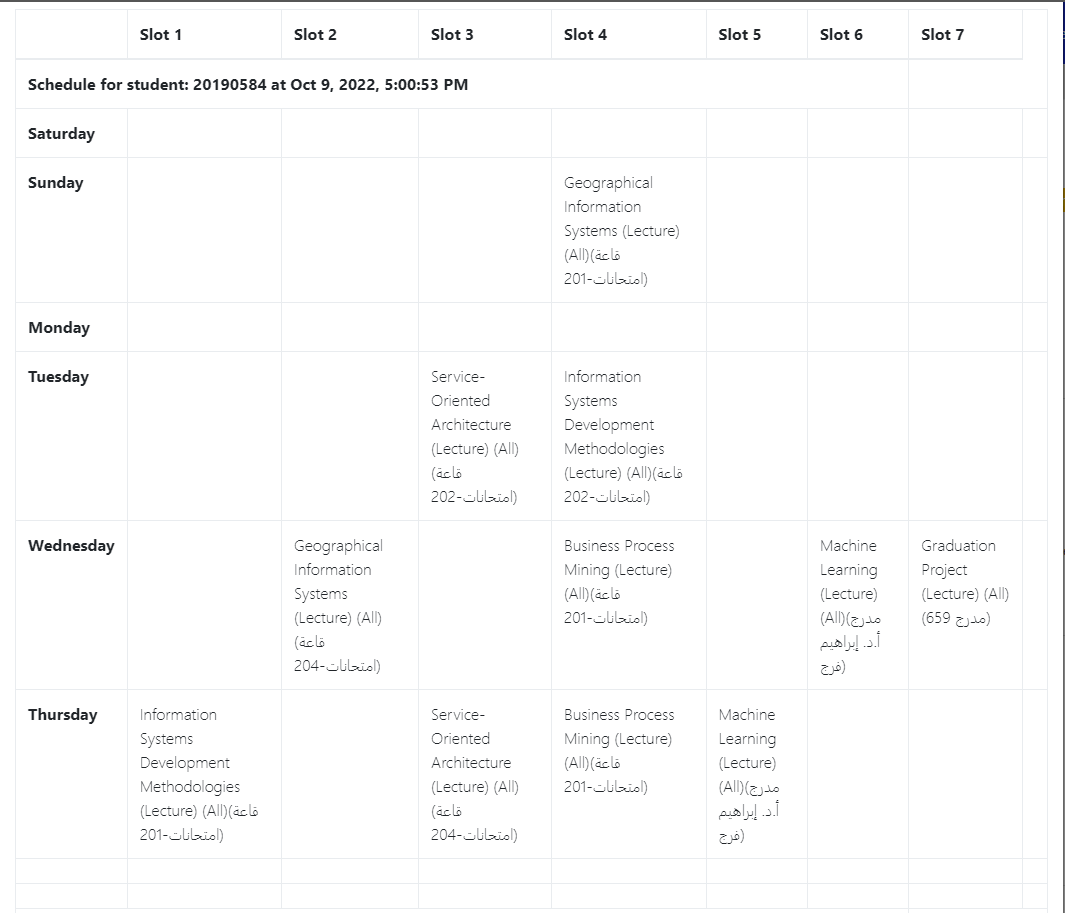 Slot 1 Slot 2 Slot 3 Slot 4 Slot 5 Slot 6 Slot 7
Schedule for student: 20190584 at Oct 9, 2022, 5:00:53 PM
Saturday
Sunday
Geographical
Information
Systems (Lecture)
(All)(قاعة
امتحانات-201)
Monday
Tuesday
Service-
Oriented
Architecture
(Lecture) (All)
(قاعة
امتحانات-202)
Information
Systems
Development
Methodologies
(Lecture) (All)(قاعة
امتحانات-202)
Wednesday
Geographical
Information
Systems
(Lecture) (All)
(قاعة
امتحانات-204)
Business Process
Mining (Lecture)
(All)(قاعة
امتحانات-201)
Machine
Learning
(Lecture)
(All)(مدرج
أ.د. إبراهيم
فرج)
Graduation
Project
(Lecture) (All)
(مدرج 659)
Thursday
Information
Systems
Development
Methodologies
(Lecture) (All)(قاعة
امتحانات-201)
Service-
Oriented
Architecture
(Lecture) (All)
(قاعة
امتحانات-204)
Business Process
Mining (Lecture)
(All)(قاعة
امتحانات-201)
Machine
Learning
(Lecture)
(All)(مدرج
أ.د. إبراهيم
فرج)